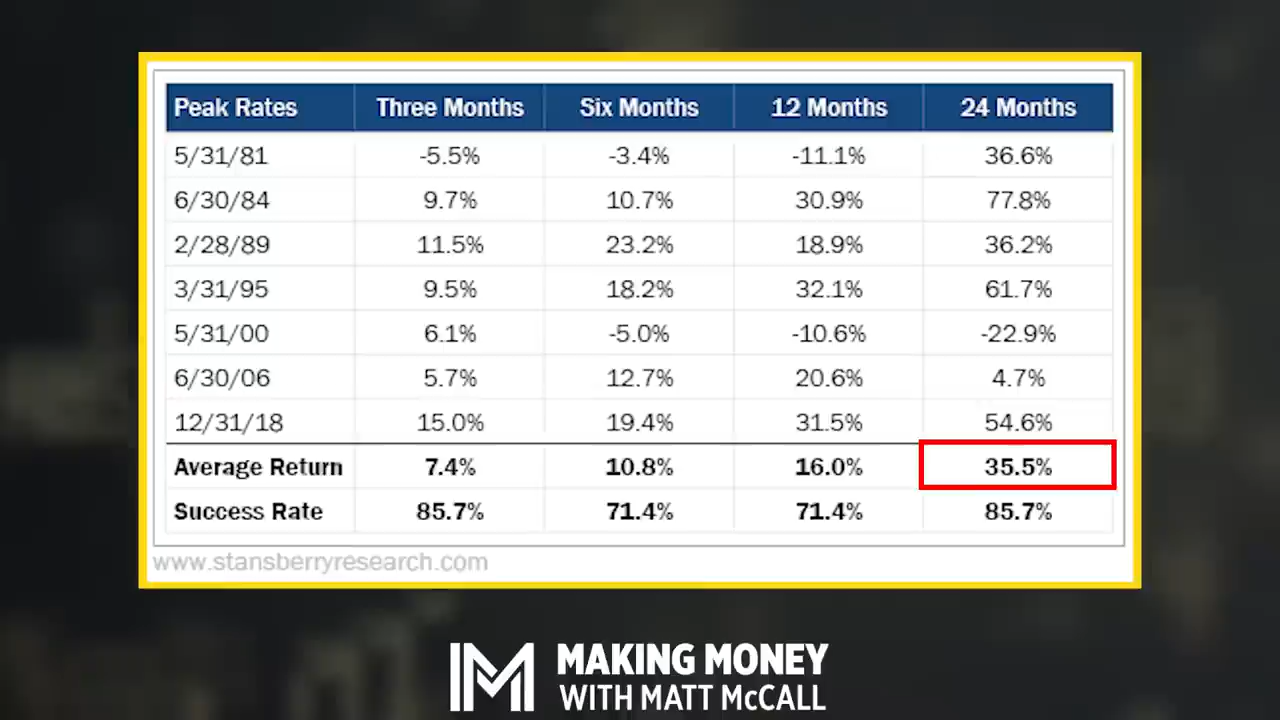 Peak Rates Three Months Six Months 12 Months 24 Months
5/31/81 -5.5% -3.4% -11.1% 36.6%
6/30/84 9.7% 10.7% 30.9% 77.8%
2/28/89 11.5% 23.2% 18.9% 36.2%
3/31/95 9.5% 18.2% 32.1% 61.7%
5/31/00 6.1% -5.0% -10.6% -22.9%
6/30/06 5.7% 12.7% 20.6% 4.7%
12/31/18 15.0% 19.4% 31.5% 54.6%
Average Return 7.4% 10.8% 16.0% 35.5%
Success Rate 85.7% 71.4% 71.4% 85.7%
www.stansberryresearch.com
MAKING MONEY
WITH MATT McCALL